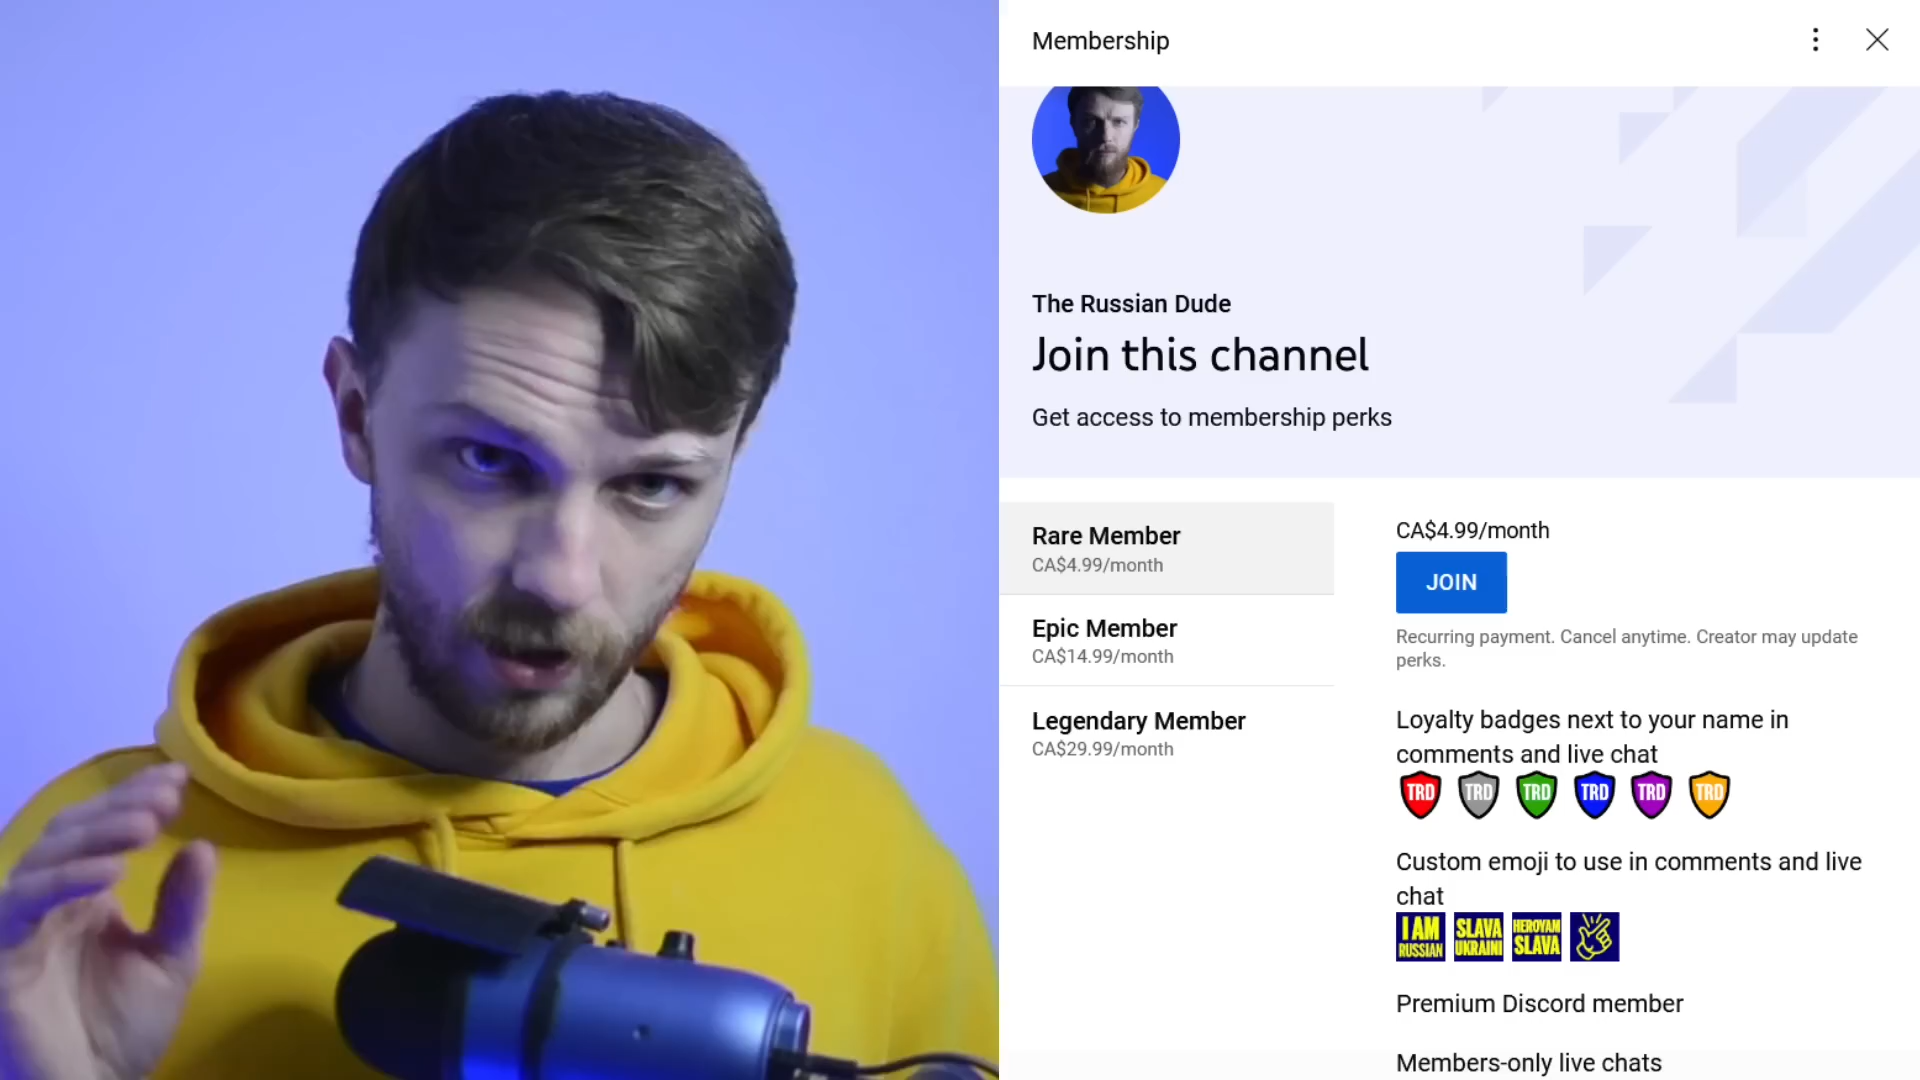 Membership
The Russian Dude
Join this channel
Get access to membership perks
Rare Member
CA$4.99/month
Epic Member
CA$14.99/month
Legendary Member
CA$29.99/month
CA$4.99/month
JOIN
Recurring payment. Cancel anytime. Creator may update
perks.
Loyalty badges next to your name in
comments and live chat
TRD TRD TRD TRD TRD TRD
Custom emoji to use in comments and live
chat
I AM
RUSSIAN
SLAVA
UKRAINI
HEROYAM
SLAVA
Premium Discord member
Members-only live chats